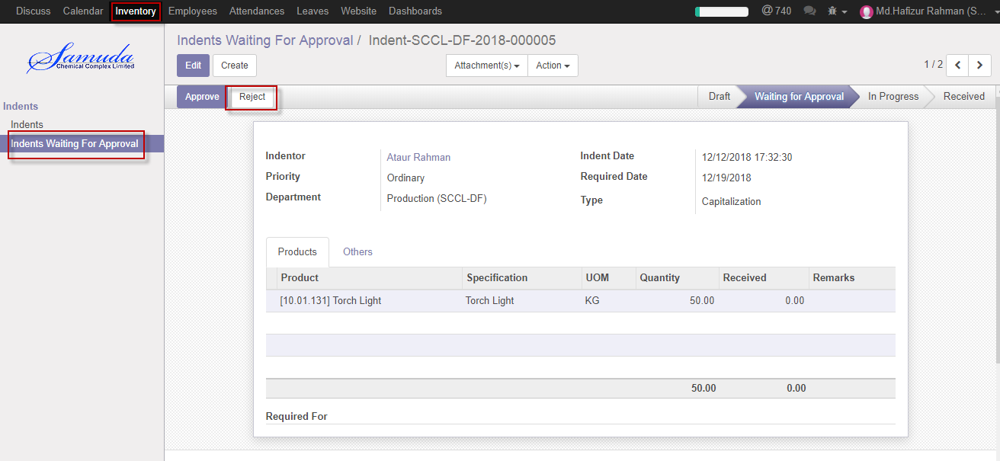 Discuss Calendar Inventory Employees Attendances Leaves Website Dashboards @ 740 Md.Hafizur Rahman (S...
Samuda
Chemical Complex Limited
Indents Waiting For Approval / Indent-SCCL-DF-2018-000005
Edit Create Attachment(s) Action 1 / 2
Approve Reject Draft Waiting for Approval In Progress Received
Indents
Indents
Indents Waiting For Approval
Indentor Ataur Rahman Indent Date 12/12/2018 17:32:30
Priority Ordinary Required Date 12/19/2018
Department Production (SCCL-DF) Type Capitalization
Products Others
Product Specification UOM Quantity Received Remarks
[10.01.131] Torch Light Torch Light KG 50.00 0.00
50.00 0.00
Required For